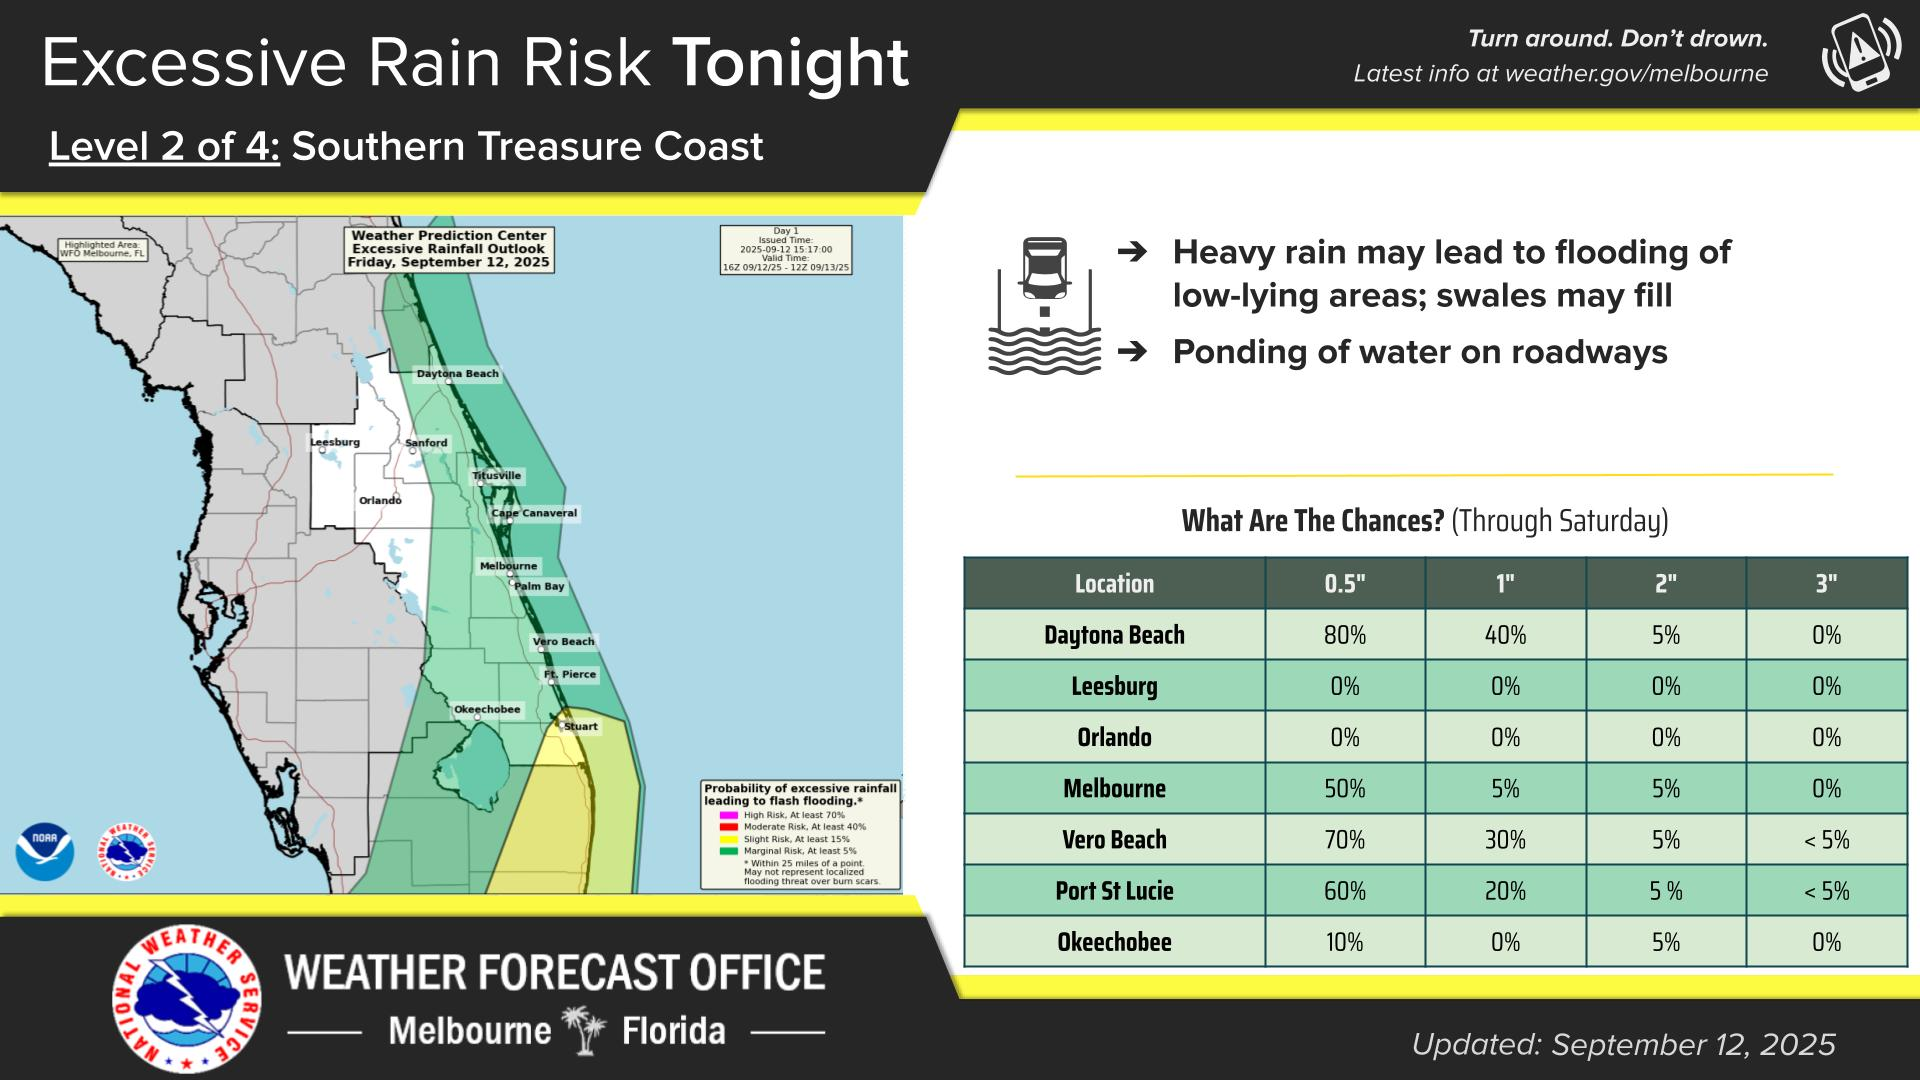 Excessive Rain Risk Tonight
Level 2 of 4: Southern Treasure Coast
Turn around. Don't drown.
Latest info at weather.gov/melbourne
Highlighted Area:
WFO Melbourne, FL
Weather Prediction Center
Excessive Rainfall Outlook
Friday, September 12, 2025
Day 1
Issued Time:
2025-09-12 15:17:00
Valid Time:
16Z 09/12/25 - 12Z 09/13/25
Daytona Beach
Leesburg
Sanford
Titusville
Orlando
Cape Canaveral
Melbourne
Palm Bay
Vero Beach
Ft. Pierce
Okeechobee
Stuart
Probability of excessive rainfall
leading to flash flooding.*
High Risk, At least 70%
Moderate Risk, At least 40%
Slight Risk, At least 15%
Marginal Risk, At least 5%
* Within 25 miles of a point.
May not represent localized
flooding threat over burn scars.
NOAA
NATIONAL WEATHER SERVICE
➔ Heavy rain may lead to flooding of
low-lying areas; swales may fill
➔ Ponding of water on roadways
What Are The Chances? (Through Saturday)
Location 0.5" 1" 2" 3"
Daytona Beach 80% 40% 5% 0%
Leesburg 0% 0% 0% 0%
Orlando 0% 0% 0% 0%
Melbourne 50% 5% 5% 0%
Vero Beach 70% 30% 5% < 5%
Port St Lucie 60% 20% 5 % < 5%
Okeechobee 10% 0% 5% 0%
NATIONAL WEATHER SERVICE
WEATHER FORECAST OFFICE
Melbourne Florida
Updated: September 12, 2025